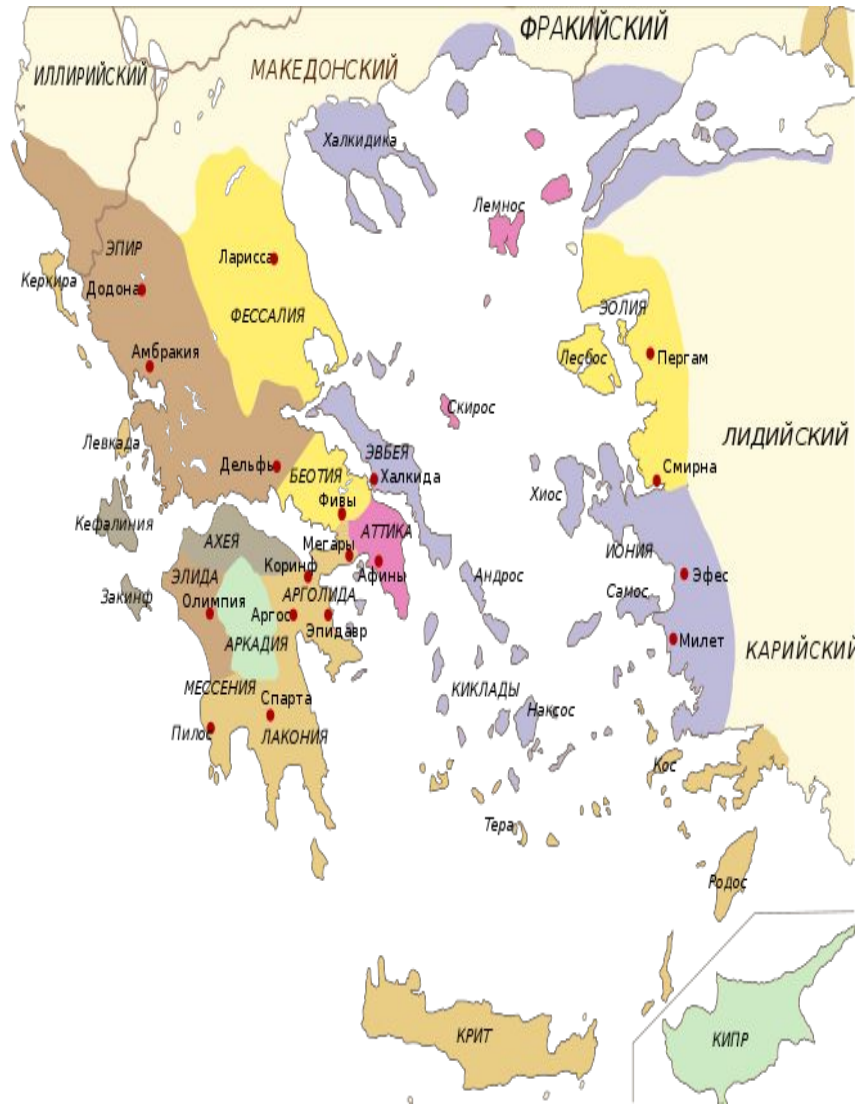 ФРАКИЙСКИЙ
ИЛЛИРИЙСКИЙ
МАКЕДОНСКИЙ
Халкидика
Лемнос
ЭПИР
Ларисса
Керкира
Додона
ФЕССАЛИЯ
ЭОЛИЯ
Амбракия
Лесбос
Пергам
Скирос
Левкада
ЛИДИЙСКИЙ
Дельфы
БЕОТИЯ
ЭВБЕЯ
Халкида
Смирна
Хиос
Фивы
Кефалиния
АХЕЯ
АТТИКА
Мегары
ИОНИЯ
Коринф
Афины
Андрос
Эфес
ЭЛИДА
Закинф
Олимпия
АРГОЛИДА
Самос
Аргос
Эпидавр
АРКАДИЯ
Милет
КАРИЙСКИЙ
МЕССЕНИЯ
КИКЛАДЫ
Спарта
Наксос
Пилос
ЛАКОНИЯ
Кос
Тера
Родос
КРИТ
КИПР